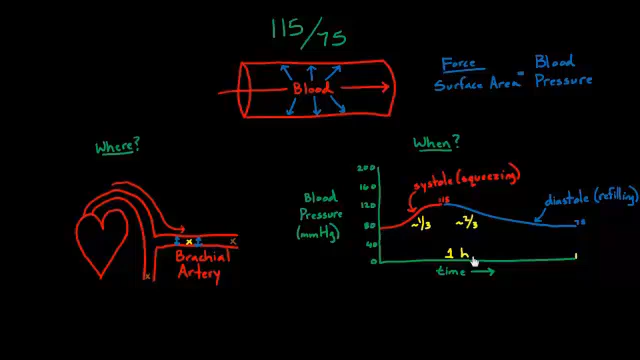 115/75
Force
Surface Area = Blood Pressure
Blood
Where?
When?
200
160
120
80
40
0
Blood
Pressure
(mmHg)
systole (squeezing)
115
diastole (refilling)
75
~1/3
~2/3
1 h
time
x
x
x
Brachial
Artery